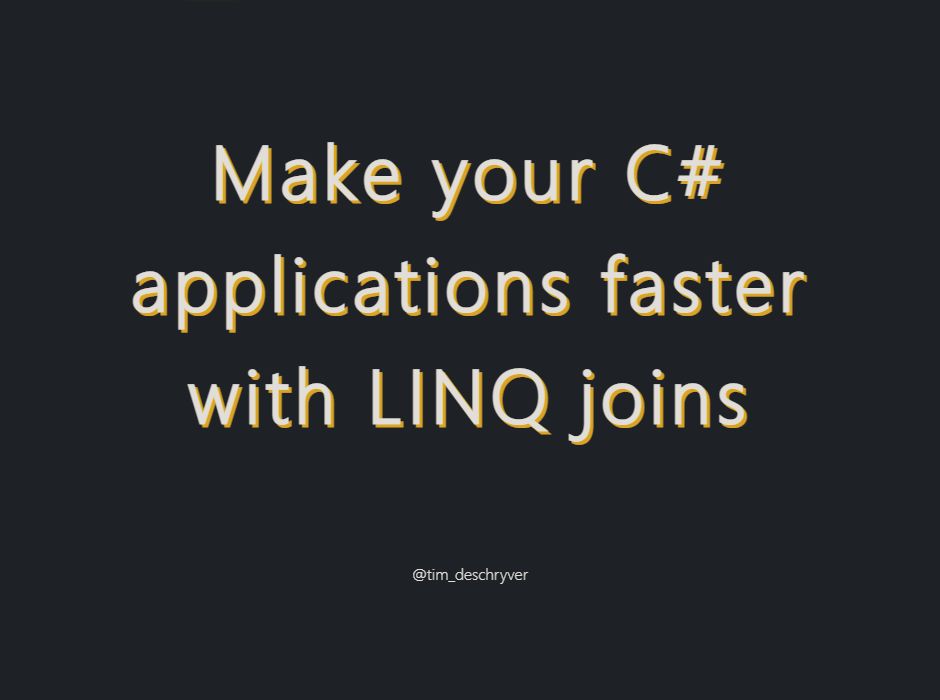 Make your C#
applications faster
with LINQ joins
@tim_deschryver